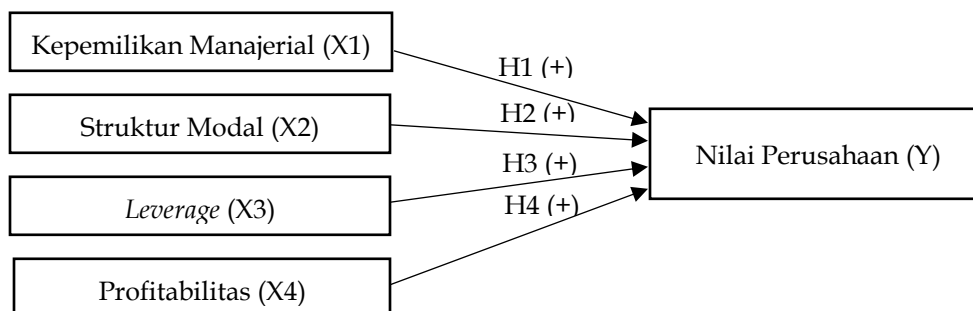 Kepemilikan Manajerial (X1)
H1 (+)
Struktur Modal (X2)
H2 (+)
Nilai Perusahaan (Y)
H3 (+)
Leverage (X3)
H4 (+)
Profitabilitas (X4)